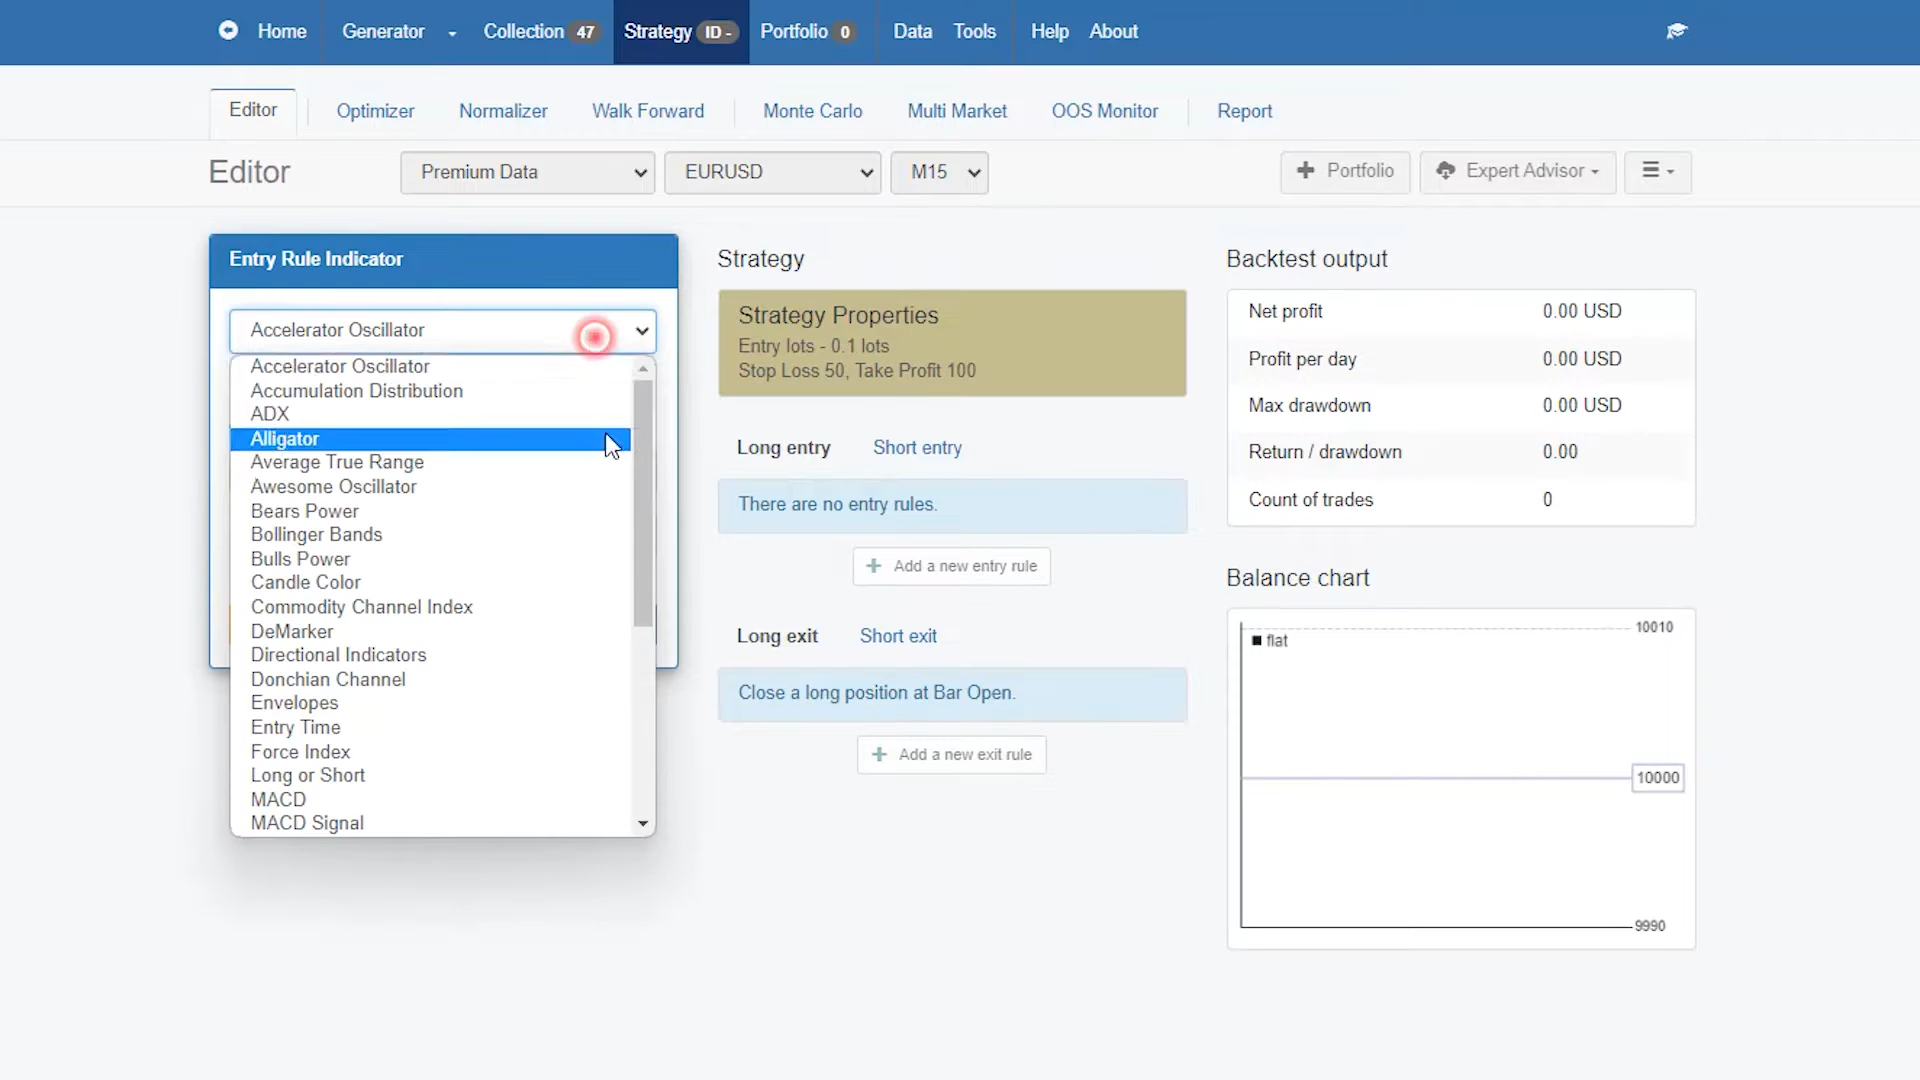 Home Generator Collection 47 Strategy ID - Portfolio 0 Data Tools Help About
Editor Optimizer Normalizer Walk Forward Monte Carlo Multi Market OOS Monitor Report
Editor Premium Data EURUSD M15 Portfolio Expert Advisor
Entry Rule Indicator
Accelerator Oscillator
Accelerator Oscillator
Accumulation Distribution
ADX
Alligator
Average True Range
Awesome Oscillator
Bears Power
Bollinger Bands
Bulls Power
Candle Color
Commodity Channel Index
DeMarker
Directional Indicators
Donchian Channel
Envelopes
Entry Time
Force Index
Long or Short
MACD
MACD Signal
Strategy
Strategy Properties
Entry lots - 0.1 lots
Stop Loss 50, Take Profit 100
Long entry Short entry
There are no entry rules.
Add a new entry rule
Long exit Short exit
Close a long position at Bar Open.
Add a new exit rule
Backtest output
Net profit 0.00 USD
Profit per day 0.00 USD
Max drawdown 0.00 USD
Return / drawdown 0.00
Count of trades 0
Balance chart
10010
flat
10000
9990